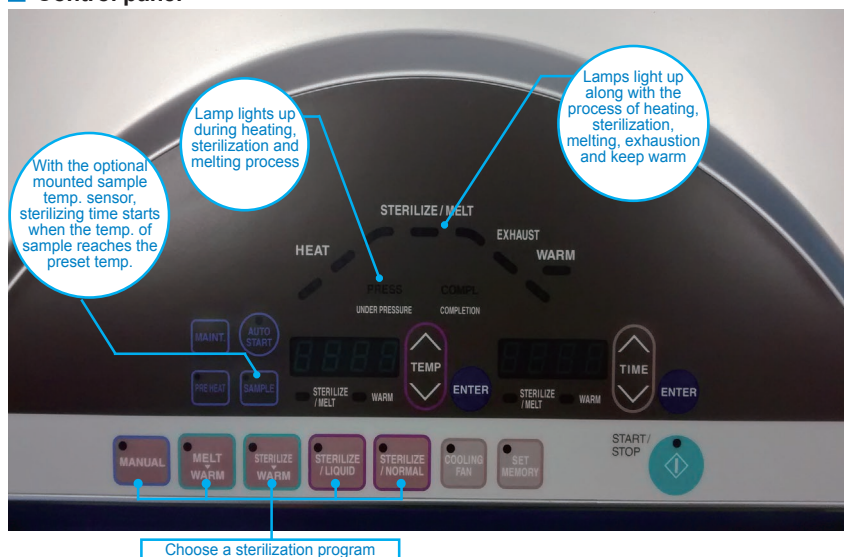 Control panel
Lamps light up
along with the
process of heating,
sterilization,
melting, exhaustion
and keep warm
Lamp lights up
during heating,
sterilization and
melting process
With the optional
mounted sample
temp. sensor,
sterilizing time starts
when the temp. of
sample reaches the
preset temp.
STERILIZE / MELT
HEAT
EXHAUST
WARM
PRESS
COMPL.
UNDER PRESSURE
COMPLETION
MAINT.
AUTO
START
PRE HEAT
SAMPLE
TEMP
TIME
STERILIZE
/ MELT
WARM
ENTER
STERILIZE
/ MELT
WARM
ENTER
MANUAL
MELT
WARM
STERILIZE
WARM
STERILIZE
/ LIQUID
STERILIZE
/ NORMAL
COOLING
FAN
SET
MEMORY
START /
STOP
Choose a sterilization program